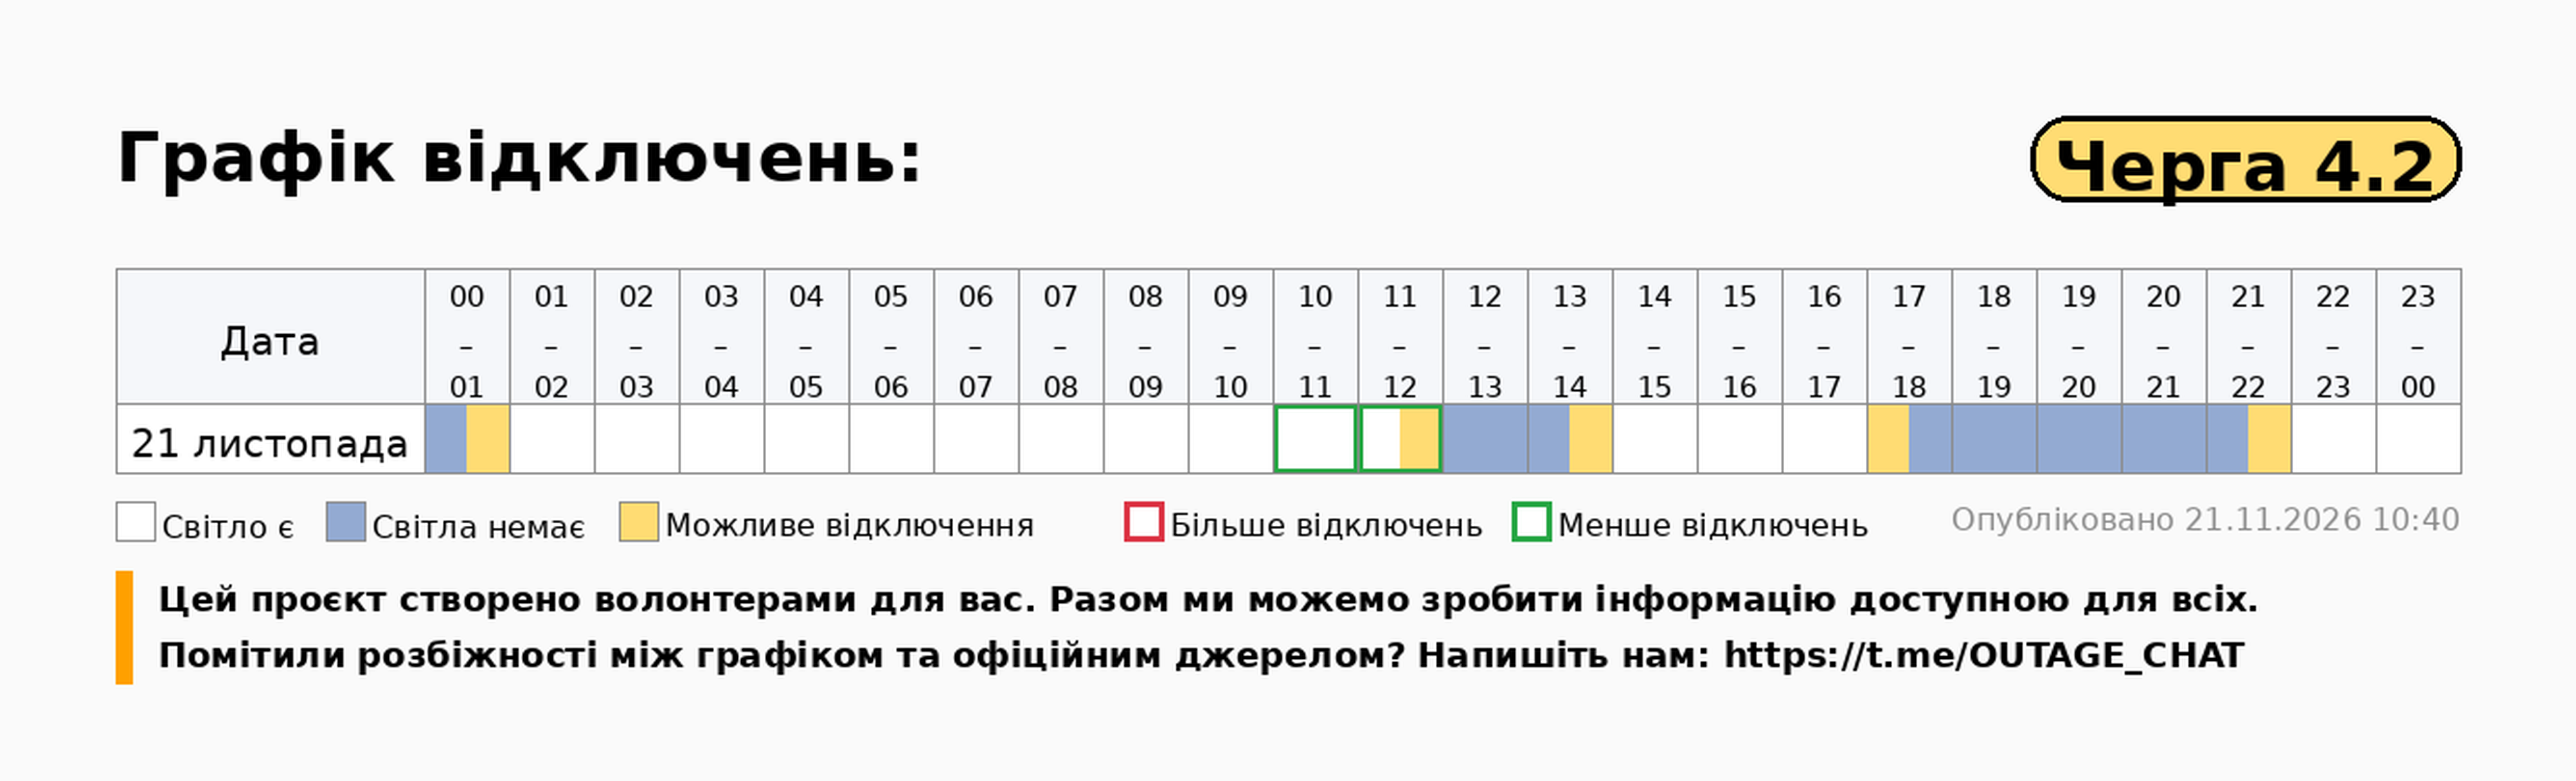 Графік відключень:
Черга 4.2
Дата
00 – 01
01 – 02
02 – 03
03 – 04
04 – 05
05 – 06
06 – 07
07 – 08
08 – 09
09 – 10
10 – 11
11 – 12
12 – 13
13 – 14
14 – 15
15 – 16
16 – 17
17 – 18
18 – 19
19 – 20
20 – 21
21 – 22
22 – 23
23 – 00
21 листопада
Світло є
Світла немає
Можливе відключення
Більше відключень
Менше відключень
Опубліковано 21.11.2026 10:40
Цей проєкт створено волонтерами для вас. Разом ми можемо зробити інформацію доступною для всіх.
Помітили розбіжності між графіком та офіційним джерелом? Напишіть нам: https://t.me/OUTAGE_CHAT